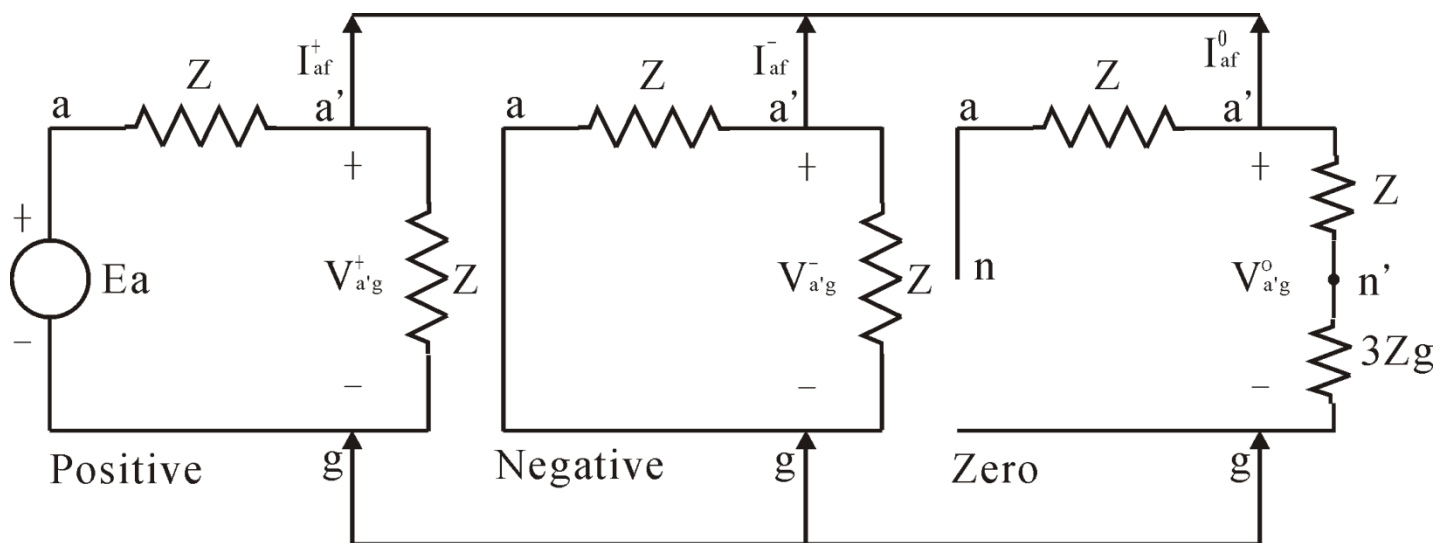 I⁺af I⁻af I⁰af
Z Z Z
a a' a a' a a'
+ + +
+ Z
Ea V⁺a'g Z V⁻a'g Z n V⁰a'g n'
-
- - - 3Zg
Positive g Negative g Zero g